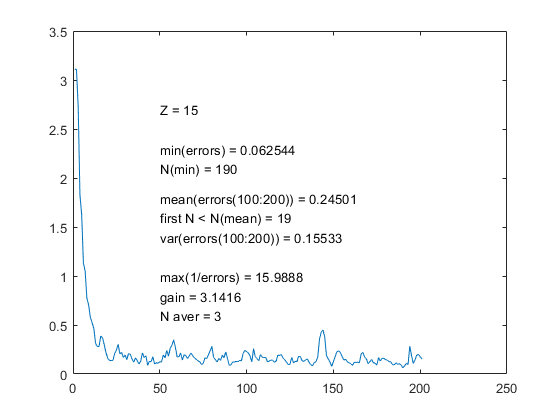 3.5
3
2.5
2
1.5
1
0.5
0
Z = 15
min(errors) = 0.062544
N(min) = 190
mean(errors(100:200)) = 0.24501
first N < N(mean) = 19
var(errors(100:200)) = 0.15533
max(1/errors) = 15.9888
gain = 3.1416
N aver = 3
0 50 100 150 200 250